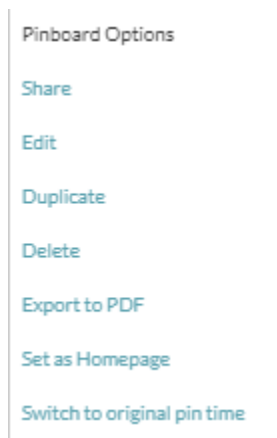 Pinboard Options
Share
Edit
Duplicate
Delete
Export to PDF
Set as Homepage
Switch to original pin time